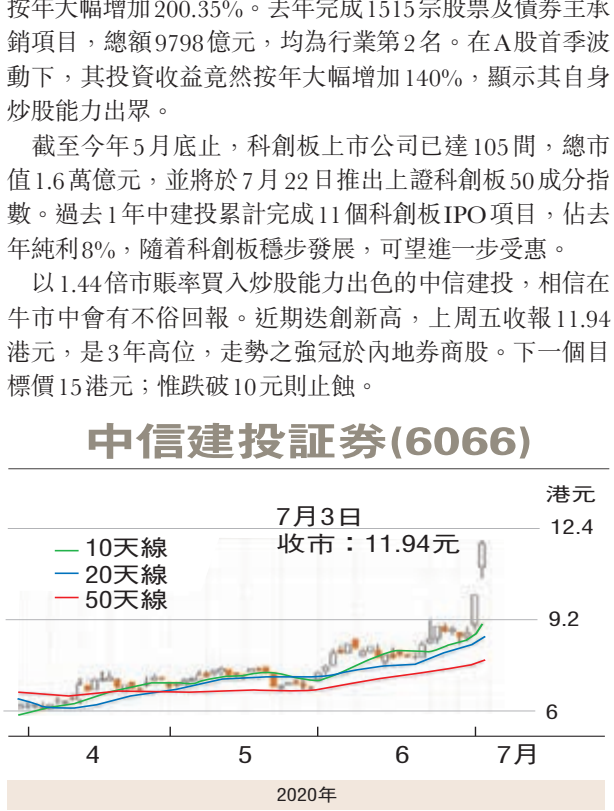 按年大幅增加200.35%。去年完成1515宗股票及債券主承
銷項目，總額9798億元，均為行業第2名。在A股首季波
動下，其投資收益竟然按年大幅增加140%，顯示其自身
炒股能力出眾。
截至今年5月底止，科創板上市公司已達105間，總市
值1.6萬億元，並將於7月22日推出上證科創板50成分指
數。過去1年中建投累計完成11個科創板IPO項目，佔去
年純利8%，隨着科創板穩步發展，可望進一步受惠。
以1.44倍市賬率買入炒股能力出色的中信建投，相信在
牛市中會有不俗回報。近期迭創新高，上周五收報11.94
港元，是3年高位，走勢之強冠於內地券商股。下一個目
標價15港元；惟跌破10元則止蝕。
中信建投証券(6066)
港元
7月3日
收市：11.94元
12.4
10天線
20天線
50天線
9.2
6
4 5 6 7月
2020年